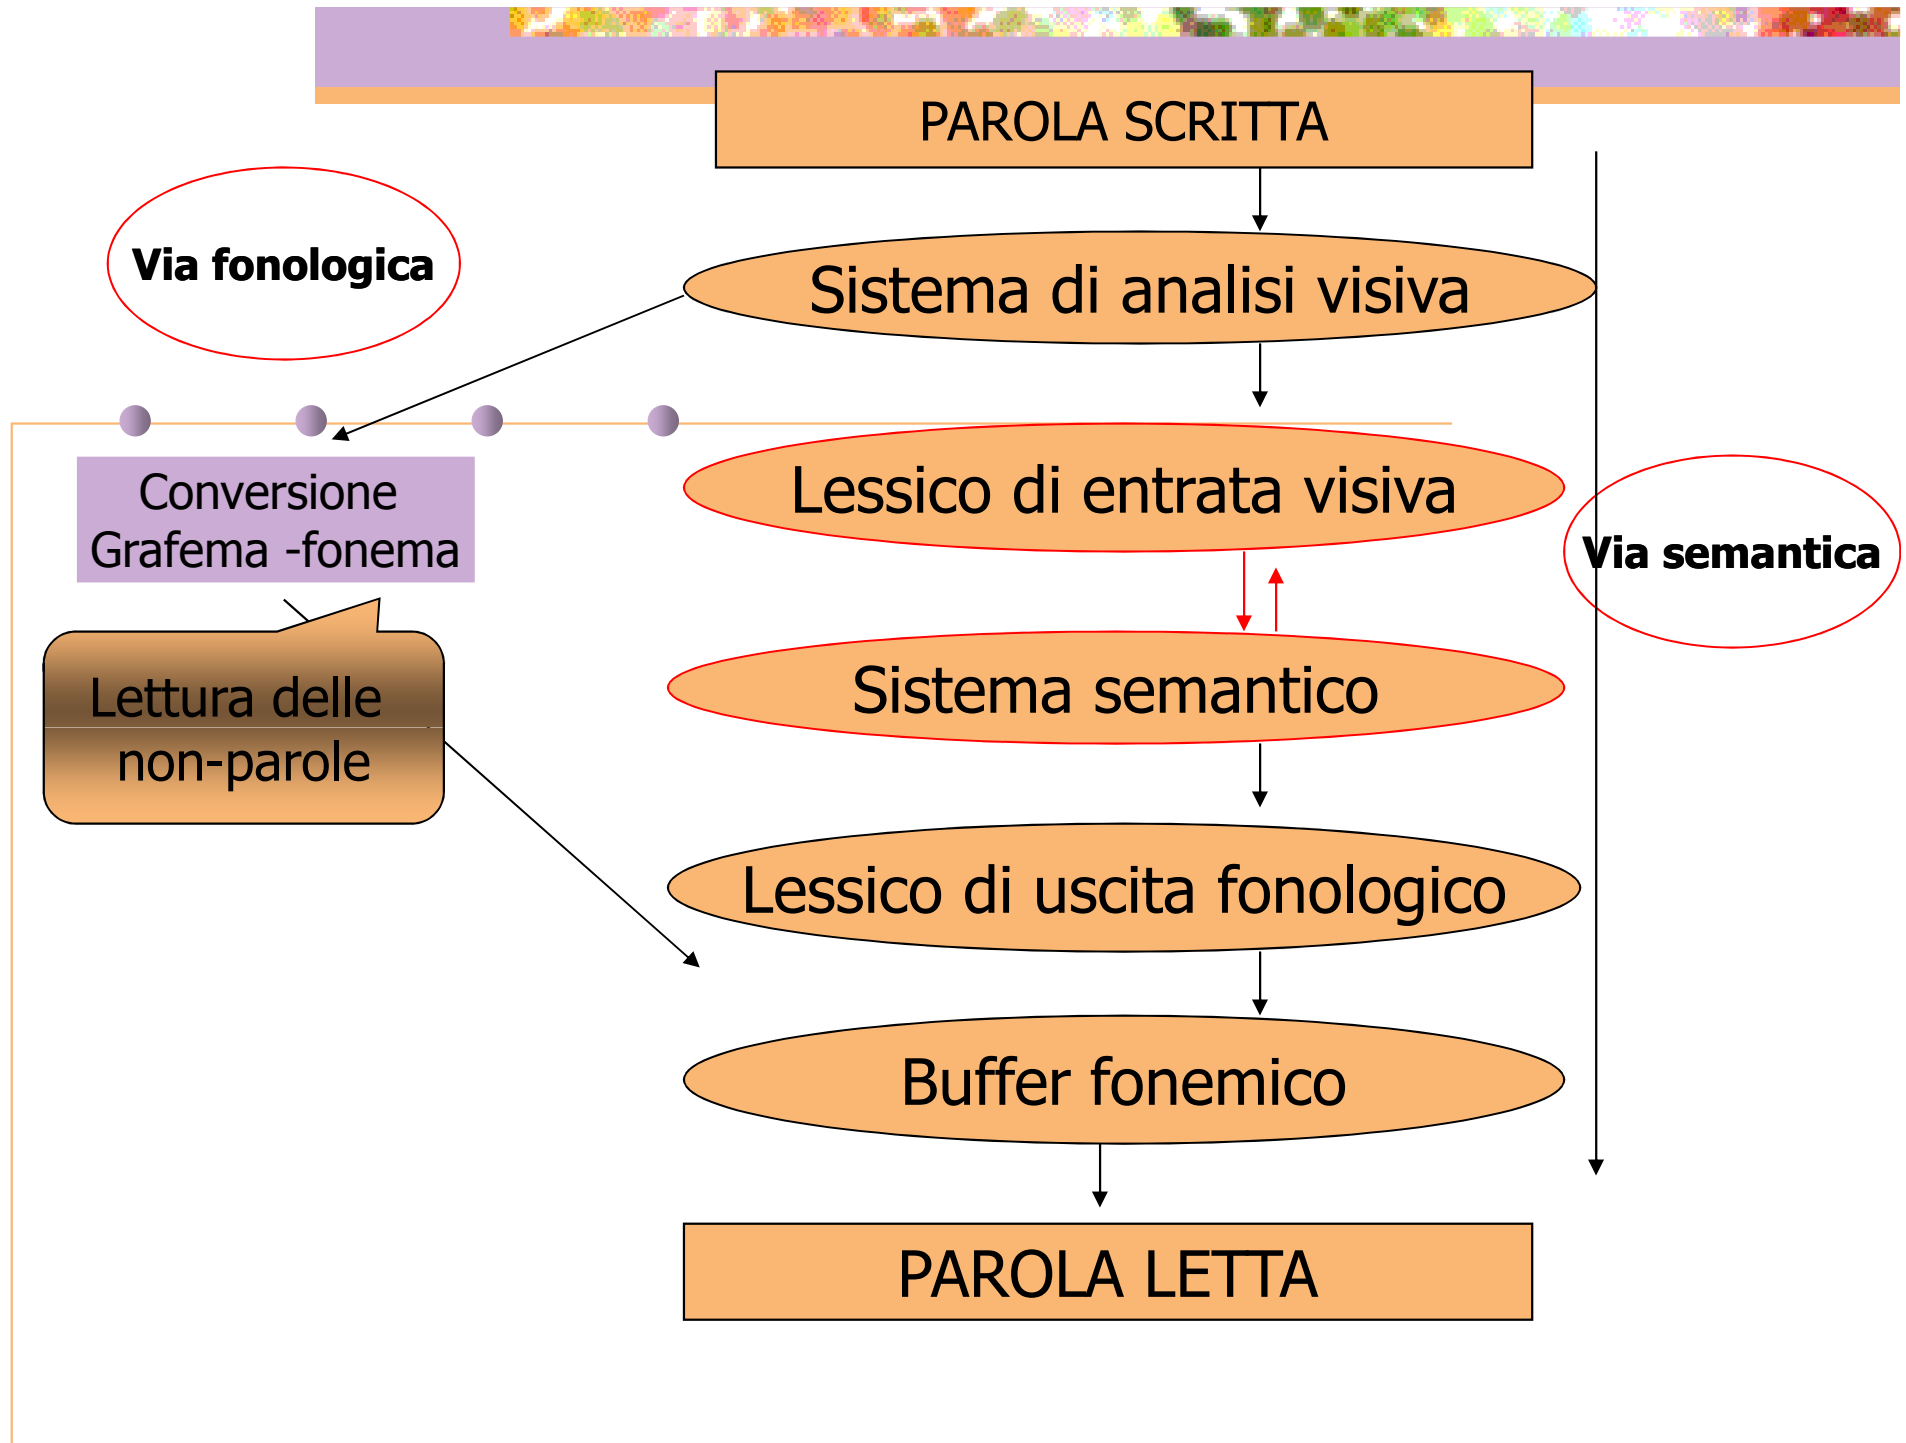 PAROLA SCRITTA
Via fonologica
Sistema di analisi visiva
Conversione
Grafema -fonema
Lessico di entrata visiva
Via semantica
Lettura delle
non-parole
Sistema semantico
Lessico di uscita fonologico
Buffer fonemico
PAROLA LETTA